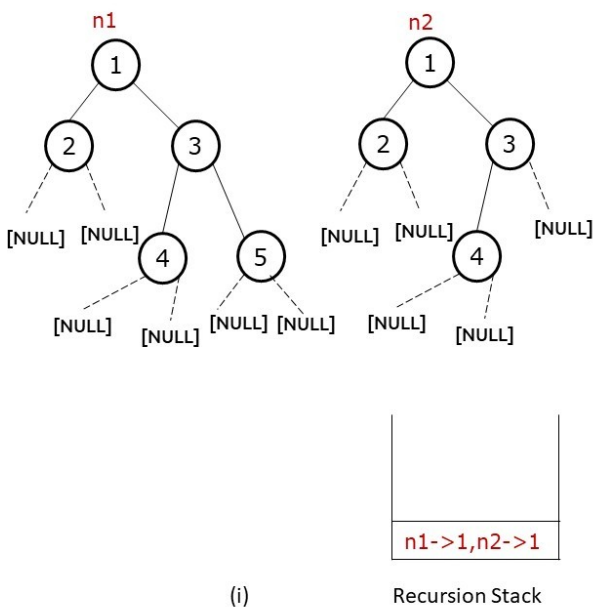 n1 n2
1 1
2 3 2 3
[NULL] [NULL] [NULL] [NULL] [NULL]
4 5 4
[NULL] [NULL] [NULL] [NULL] [NULL] [NULL]
n1->1,n2->1
(i) Recursion Stack